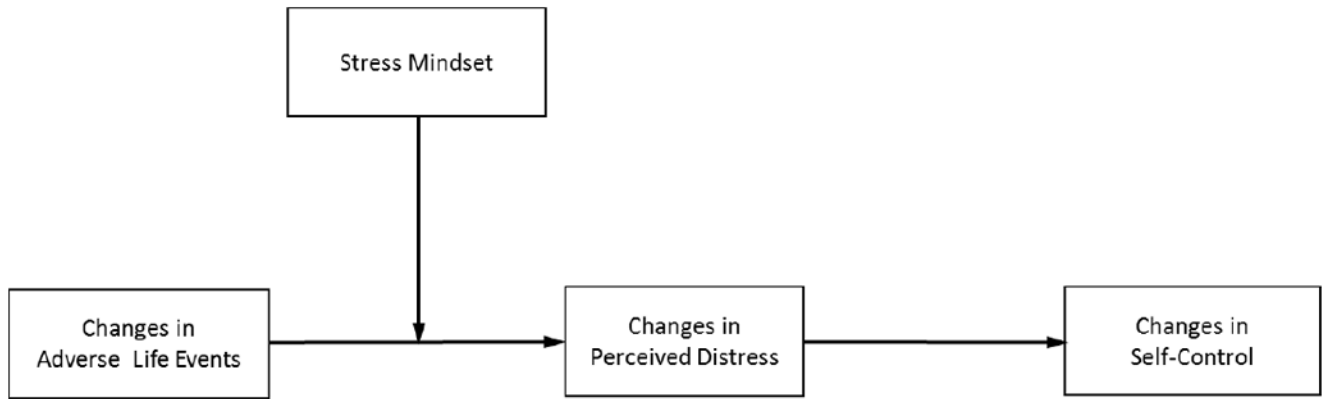 Stress Mindset
Changes in
Adverse Life Events
Changes in
Perceived Distress
Changes in
Self-Control